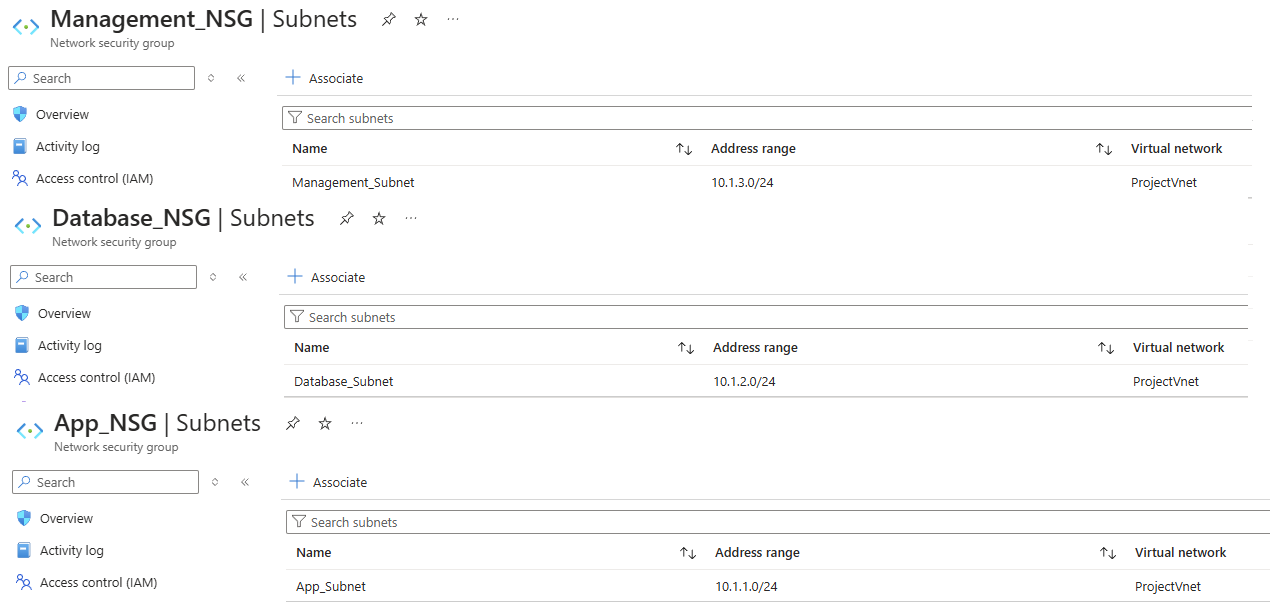 Management_NSG | Subnets ...
Network security group
Search
Associate
Overview
Search subnets
Activity log
Name Address range Virtual network
Access control (IAM)
Management_Subnet 10.1.3.0/24 ProjectVnet
Database_NSG | Subnets ...
Network security group
Search
Associate
Overview
Search subnets
Activity log
Name Address range Virtual network
Access control (IAM)
Database_Subnet 10.1.2.0/24 ProjectVnet
App_NSG | Subnets ...
Network security group
Search
Associate
Overview
Search subnets
Activity log
Name Address range Virtual network
Access control (IAM)
App_Subnet 10.1.1.0/24 ProjectVnet